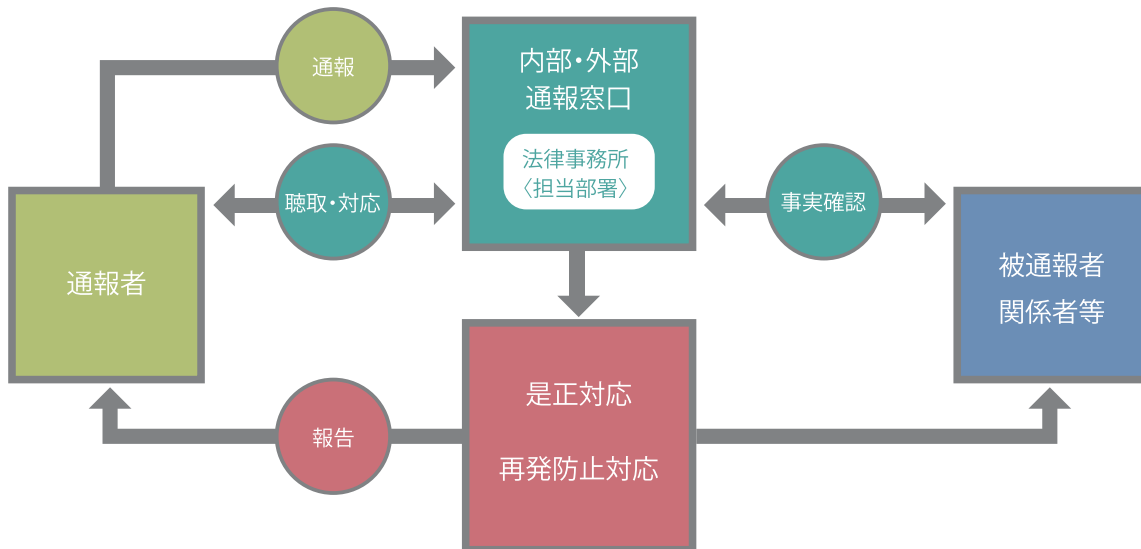 通報
内部・外部
通報窓口
法律事務所
〈担当部署〉
聴取・対応
事実確認
通報者
被通報者
関係者等
是正対応
再発防止対応
報告